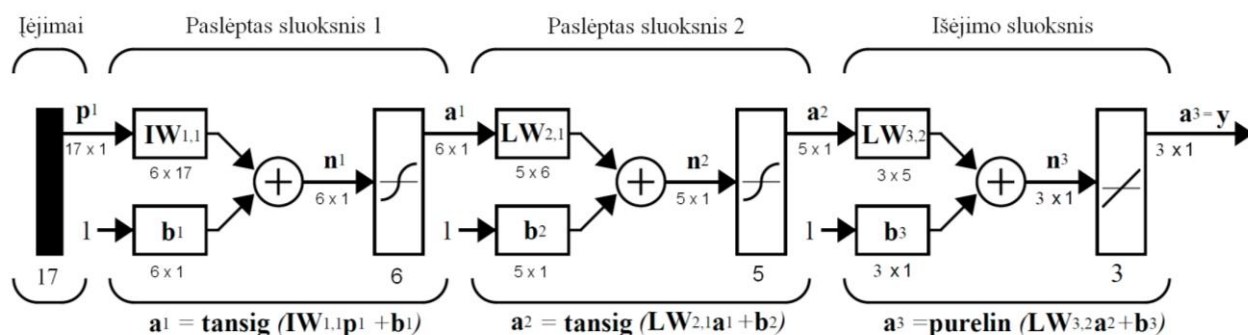 Įėjimai Paslėptas sluoksnis 1 Paslėptas sluoksnis 2 Išėjimo sluoksnis
p1 IW1,1 a1 LW2,1 a2 LW3,2 a3= y
17 x 1 6 x 17 n1 6 x 1 5 x 6 n2 5 x 1 3 x 5 n3 3 x 1
6 x 1 5 x 1 3 x 1
1 b1 1 b2 1 b3
17 6 x 1 6 5 x 1 5 3 x 1 3
a1 = tansig (IW1,1p1 +b1) a2 = tansig (LW2,1a1 +b2) a3 =purelin (LW3,2a2+b3)